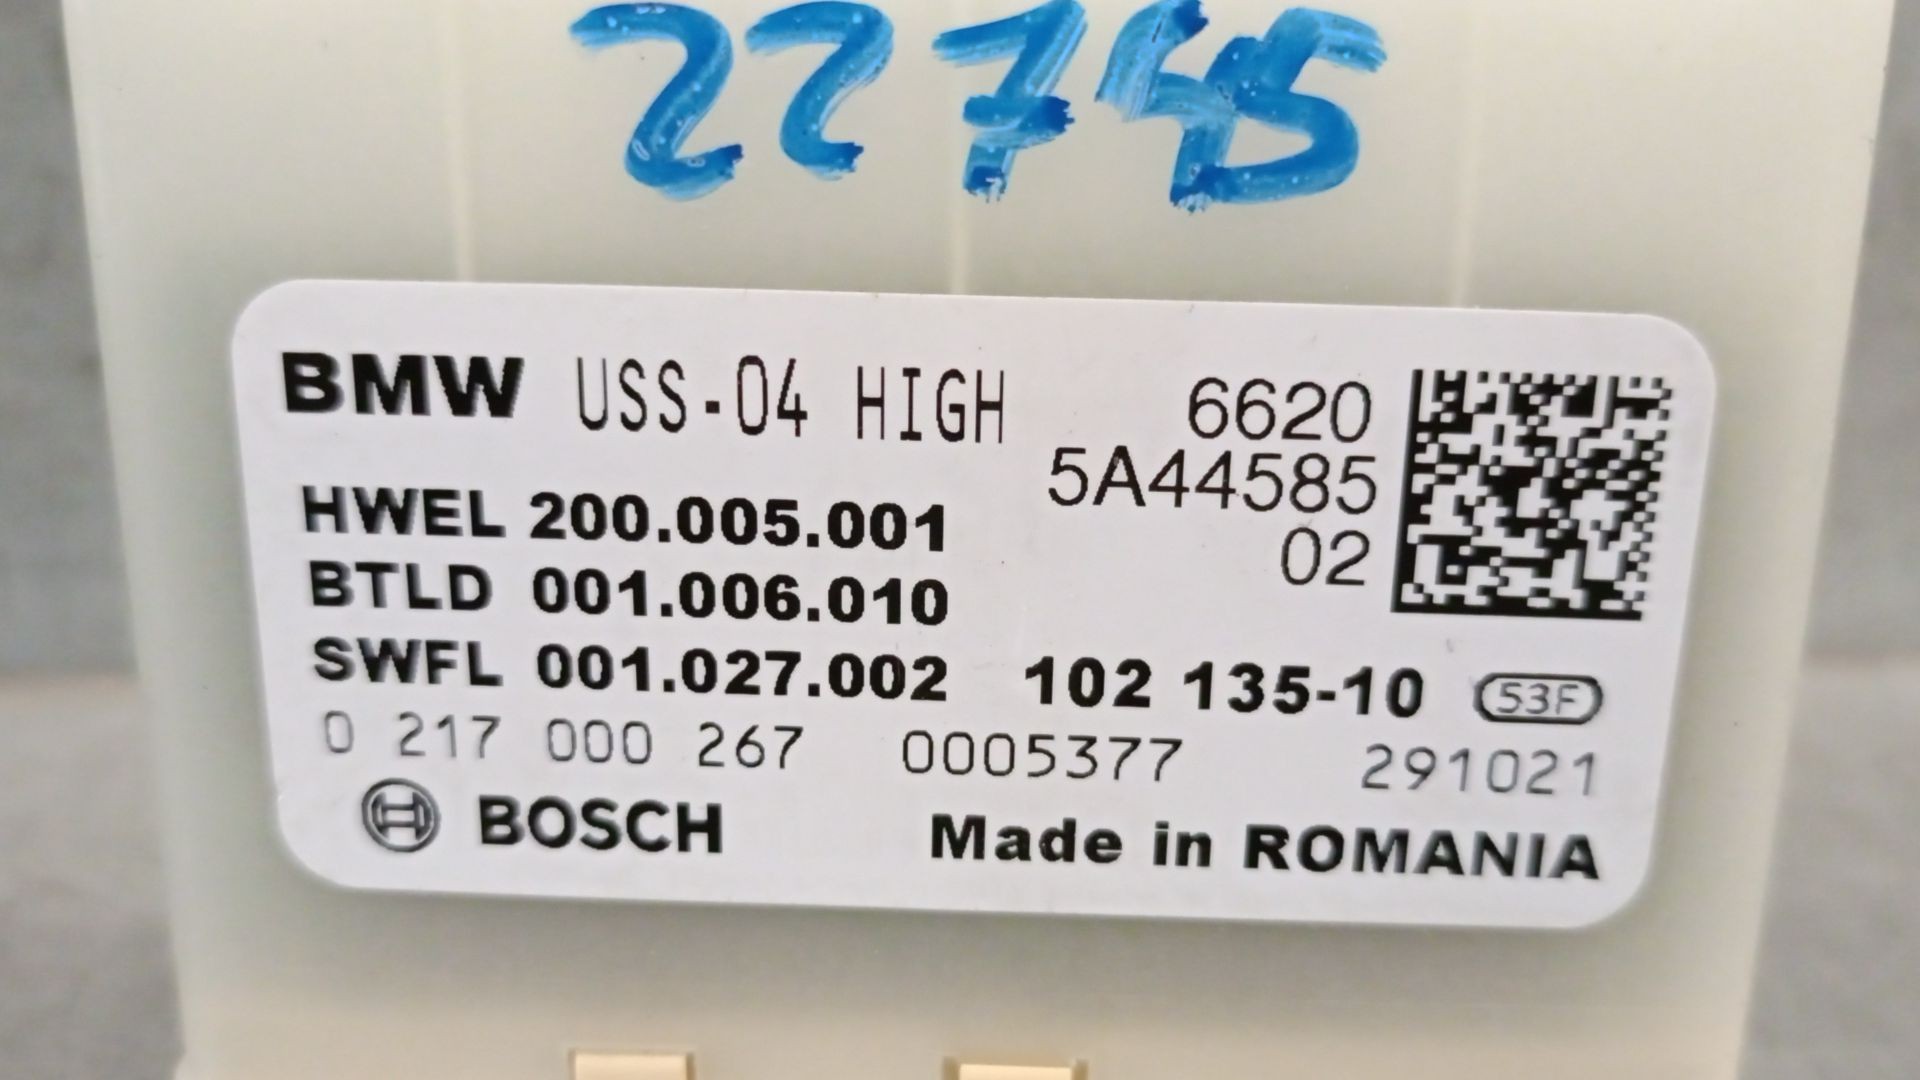 22745
BMW USS-04 HIGH 6620
5A44585
02
HWEL 200.005.001
BTLD 001.006.010
SWFL 001.027.002 102 135-10 53F
0 217 000 267 0005377 291021
BOSCH Made in ROMANIA